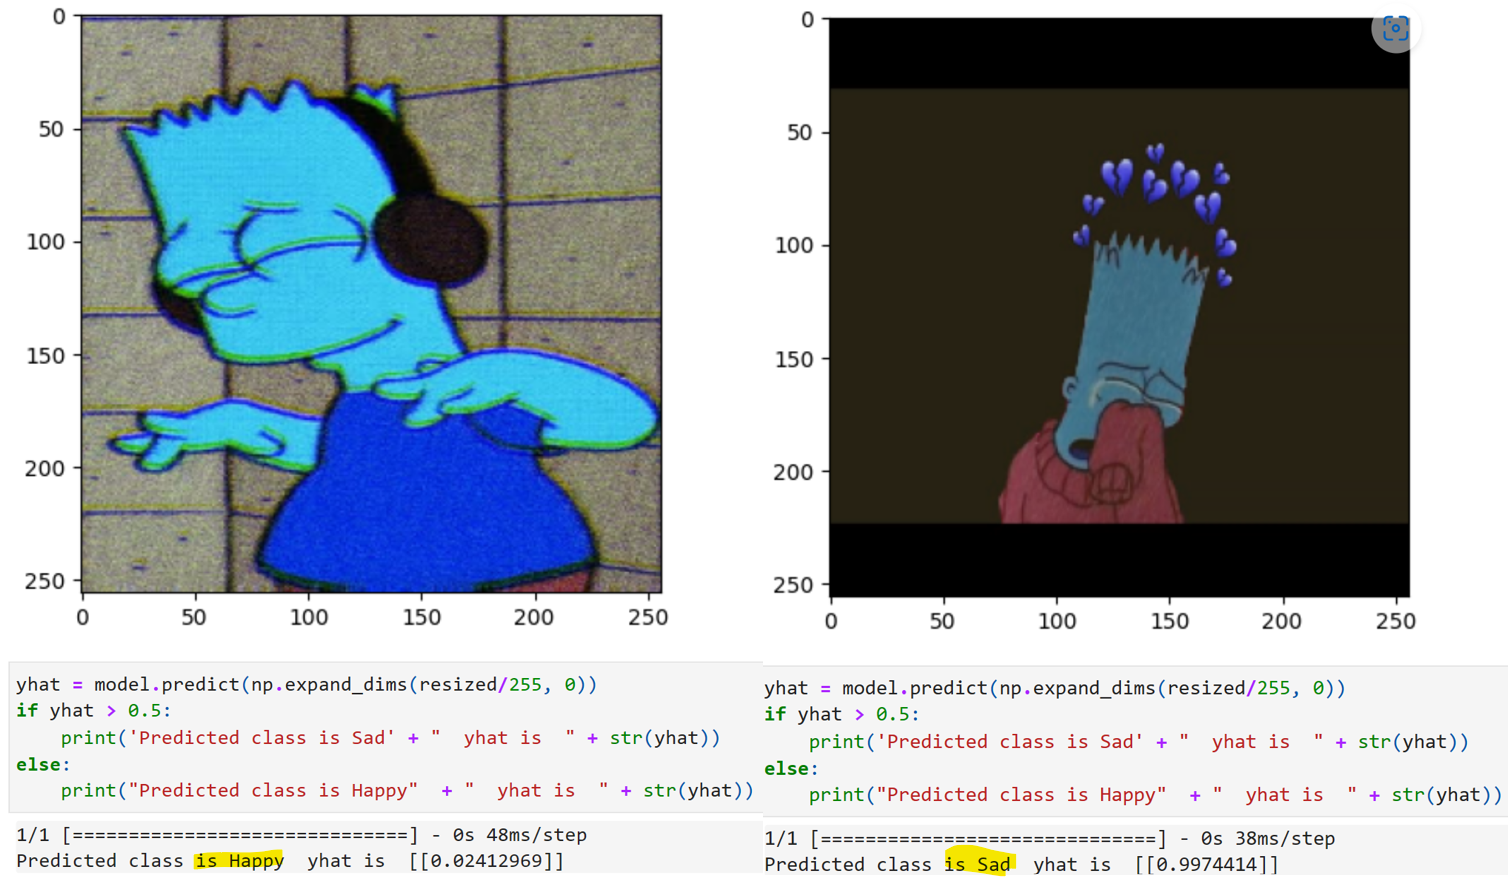 0
50
100
150
200
250
0 50 100 150 200 250
yhat = model.predict(np.expand_dims(resized/255, 0))
if yhat > 0.5:
    print('Predicted class is Sad' + "  yhat is  " + str(yhat))
else:
    print("Predicted class is Happy"  + "  yhat is  " + str(yhat))
1/1 [==============================] - 0s 48ms/step
Predicted class is Happy  yhat is  [[0.02412969]]
0
50
100
150
200
250
0 50 100 150 200 250
yhat = model.predict(np.expand_dims(resized/255, 0))
if yhat > 0.5:
    print('Predicted class is Sad' + "  yhat is  " + str(yhat))
else:
    print("Predicted class is Happy"  + "  yhat is  " + str(yhat))
1/1 [==============================] - 0s 38ms/step
Predicted class is Sad  yhat is  [[0.9974414]]